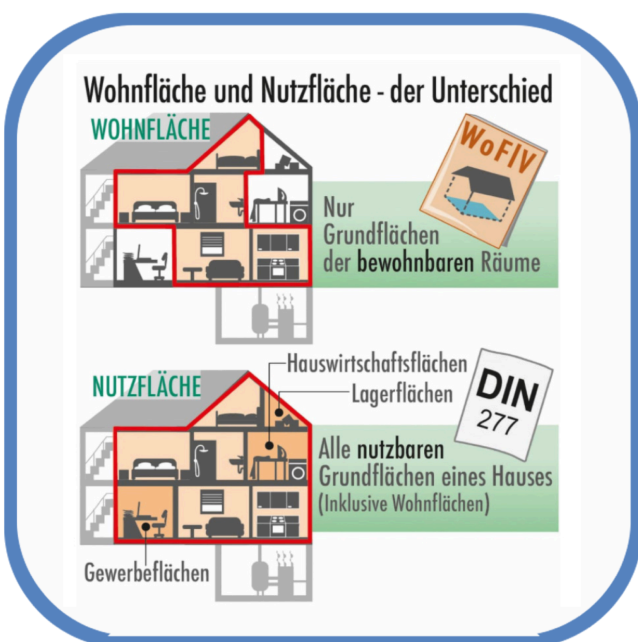 Wohnfläche und Nutzfläche - der Unterschied
WOHNFLÄCHE
WoFlV
Nur
Grundflächen
der bewohnbaren Räume
NUTZFLÄCHE
Hauswirtschaftsflächen
Lagerflächen
DIN
277
Alle nutzbaren
Grundflächen eines Hauses
(Inklusive Wohnflächen)
Gewerbeflächen